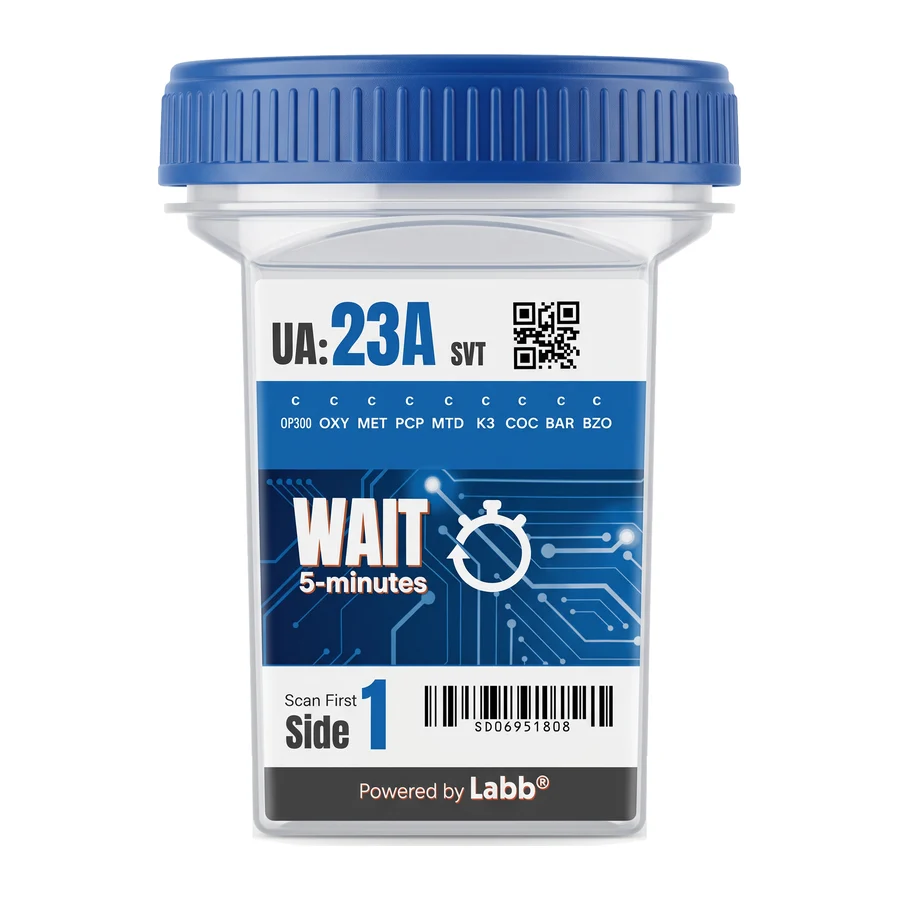 UA: 23A SVT
C C C C C C C C C
OP300 OXY MET PCP MTD K3 COC BAR BZO
WAIT
5-minutes
Scan First
Side 1
SD06951808
Powered by Labb®